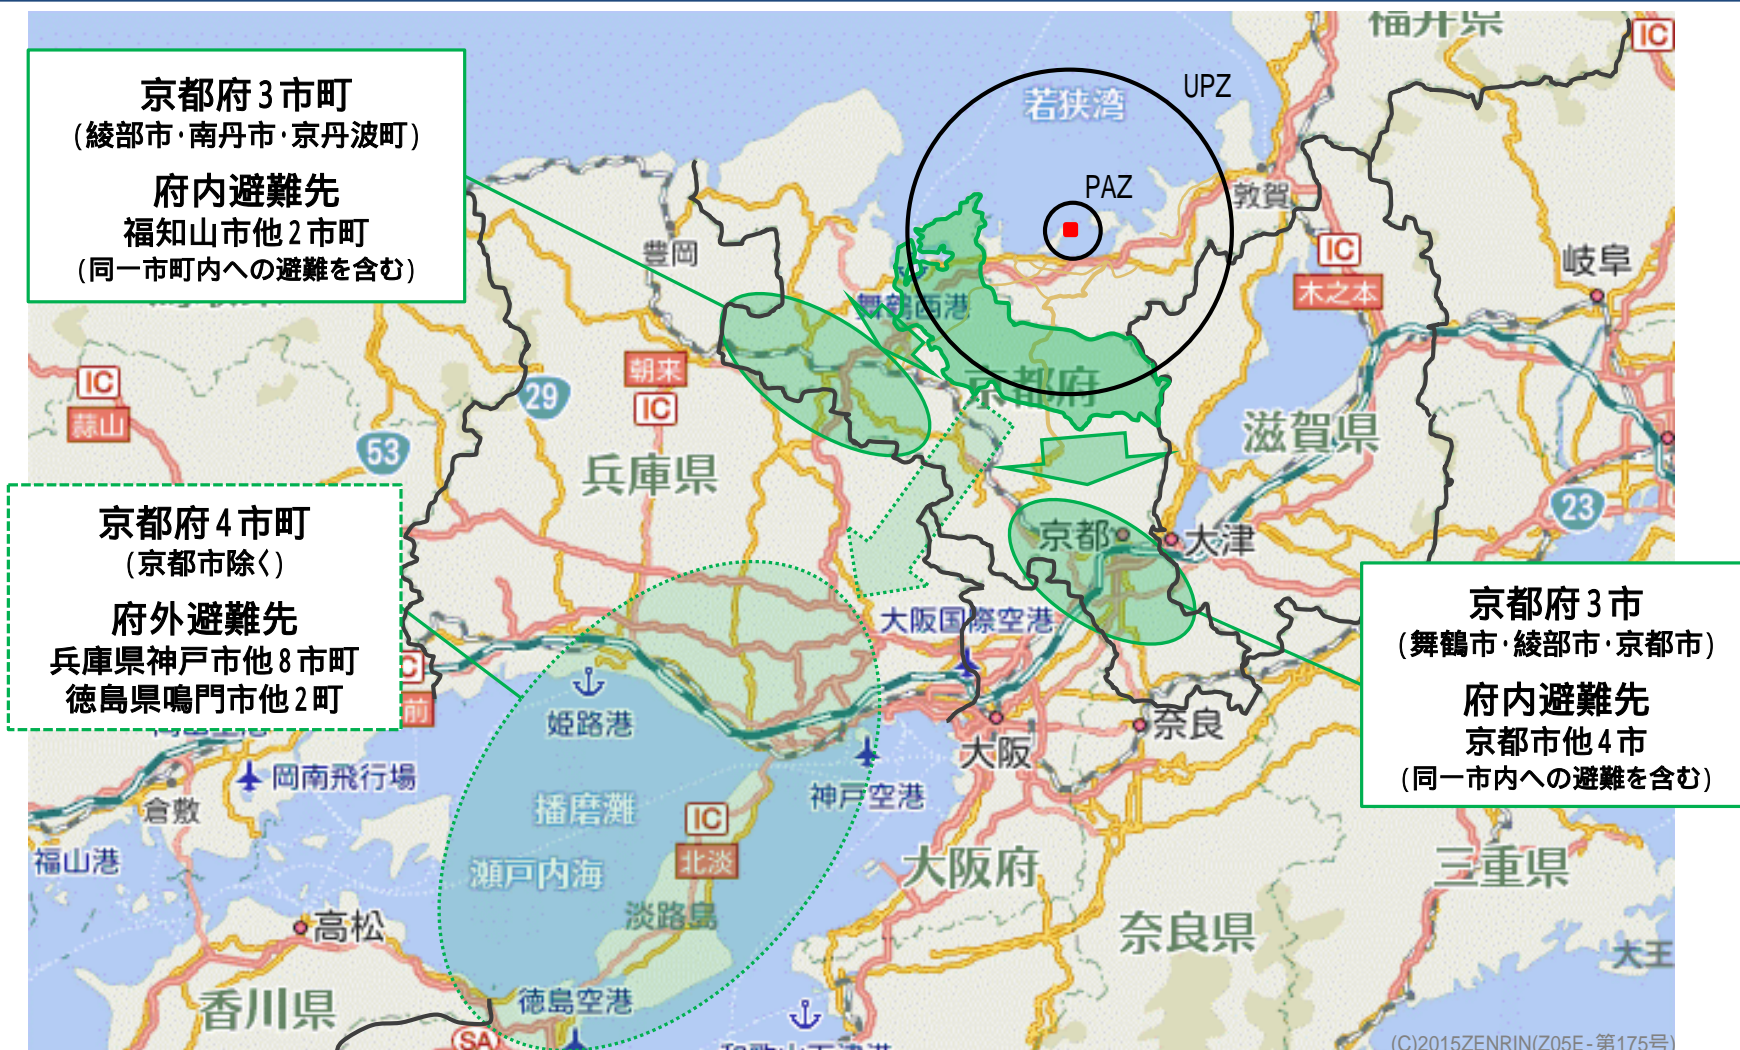 京都府3市町
(綾部市・南丹市・京丹波町)
府内避難先
福知山市他2市町
(同一市町内への避難を含む)
京都府4市町
(京都市除く)
府外避難先
兵庫県神戸市他8市町
徳島県鳴門市他2町
京都府3市
(舞鶴市・綾部市・京都市)
府内避難先
京都市他4市
(同一市内への避難を含む)
UPZ
PAZ
若狭湾
福井県
IC
敦賀
豊岡
舞鶴西港
IC
木之本
岐阜
京都府
滋賀県
朝来
IC
29
53
IC
蒜山
兵庫県
23
京都
大津
大阪国際空港
姫路港
大阪
奈良
神戸空港
岡南飛行場
倉敷
福山港
播磨灘
IC
北淡
瀬戸内海
淡路島
大阪府
三重県
奈良県
大王
高松
香川県
徳島空港
SA
前
(C)2015ZENRIN(Z05E-第175号)